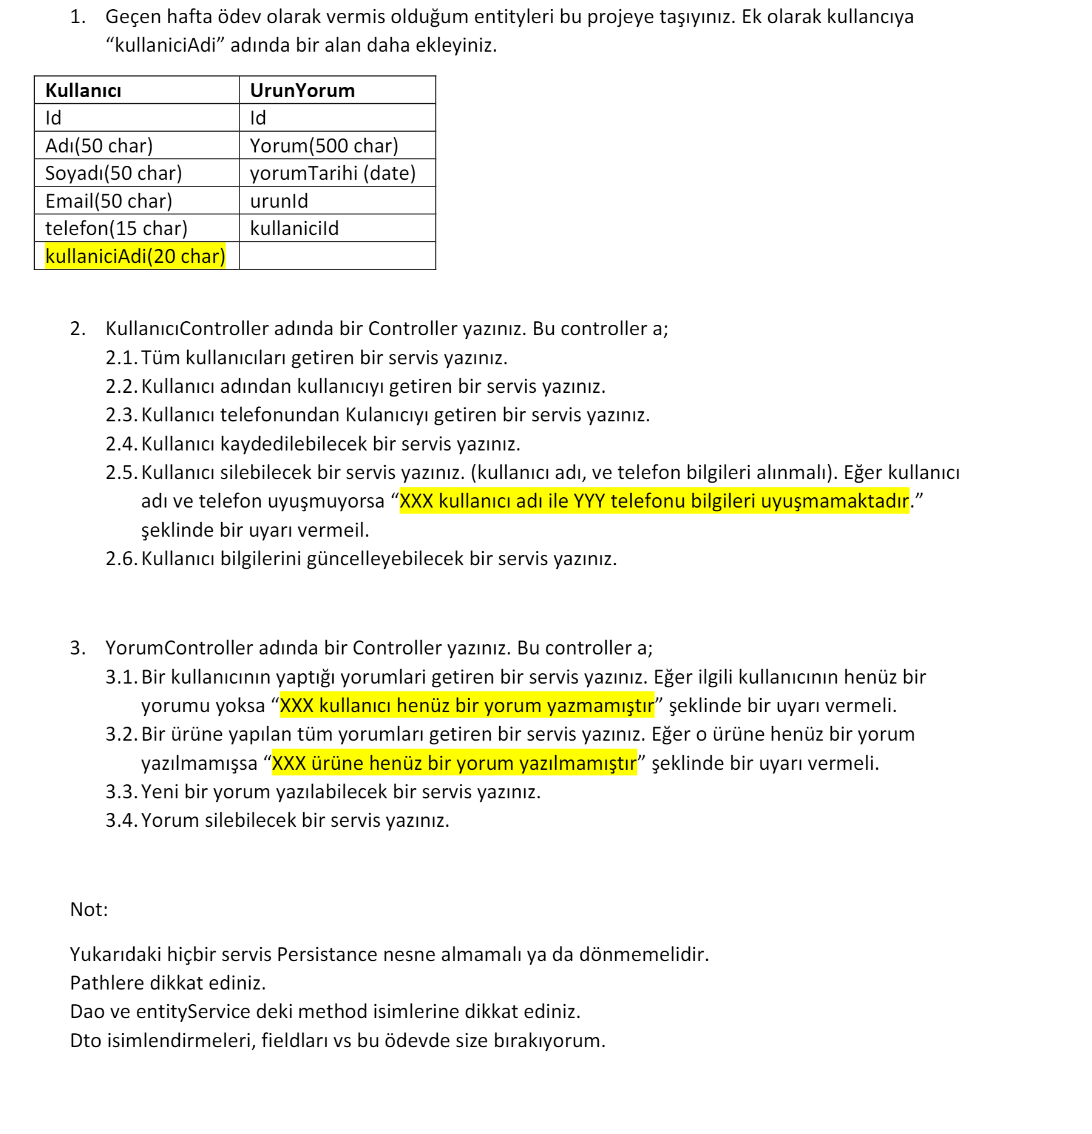 1. Geçen hafta ödev olarak vermis olduğum entityleri bu projeye taşıyınız. Ek olarak kullancıya
“kullaniciAdi” adında bir alan daha ekleyiniz.
Kullanıcı UrunYorum
Id Id
Adı(50 char) Yorum(500 char)
Soyadı(50 char) yorumTarihi (date)
Email(50 char) urunId
telefon(15 char) kullaniciId
kullaniciAdi(20 char)
2. KullanıcıController adında bir Controller yazınız. Bu controller a;
2.1. Tüm kullanıcıları getiren bir servis yazınız.
2.2. Kullanıcı adından kullanıcıyı getiren bir servis yazınız.
2.3. Kullanıcı telefonundan Kulanıcıyı getiren bir servis yazınız.
2.4. Kullanıcı kaydedilebilecek bir servis yazınız.
2.5. Kullanıcı silebilecek bir servis yazınız. (kullanıcı adı, ve telefon bilgileri alınmalı). Eğer kullanıcı
adı ve telefon uyuşmuyorsa “XXX kullanıcı adı ile YYY telefonu bilgileri uyuşmamaktadır.”
şeklinde bir uyarı vermeil.
2.6. Kullanıcı bilgilerini güncelleyebilecek bir servis yazınız.
3. YorumController adında bir Controller yazınız. Bu controller a;
3.1. Bir kullanıcının yaptığı yorumlari getiren bir servis yazınız. Eğer ilgili kullanıcının henüz bir
yorumu yoksa “XXX kullanıcı henüz bir yorum yazmamıştır” şeklinde bir uyarı vermeli.
3.2. Bir ürüne yapılan tüm yorumları getiren bir servis yazınız. Eğer o ürüne henüz bir yorum
yazılmamışsa “XXX ürüne henüz bir yorum yazılmamıştır” şeklinde bir uyarı vermeli.
3.3. Yeni bir yorum yazılabilecek bir servis yazınız.
3.4. Yorum silebilecek bir servis yazınız.
Not:
Yukarıdaki hiçbir servis Persistance nesne almamalı ya da dönmemelidir.
Pathlere dikkat ediniz.
Dao ve entityService deki method isimlerine dikkat ediniz.
Dto isimlendirmeleri, fieldları vs bu ödevde size bırakıyorum.